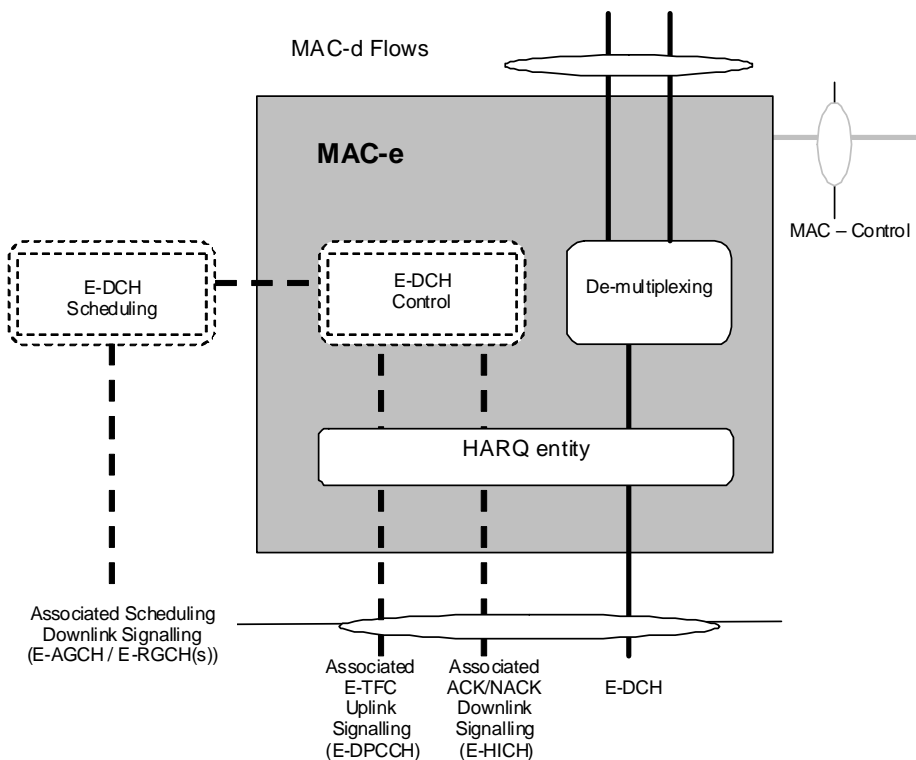 MAC-d Flows
MAC-e
MAC – Control
E-DCH
Scheduling
E-DCH
Control
De-multiplexing
HARQ entity
Associated Scheduling
Downlink Signalling
(E-AGCH / E-RGCH(s))
Associated
E-TFC
Uplink
Signalling
(E-DPCCH)
Associated
ACK/NACK
Downlink
Signalling
(E-HICH)
E-DCH